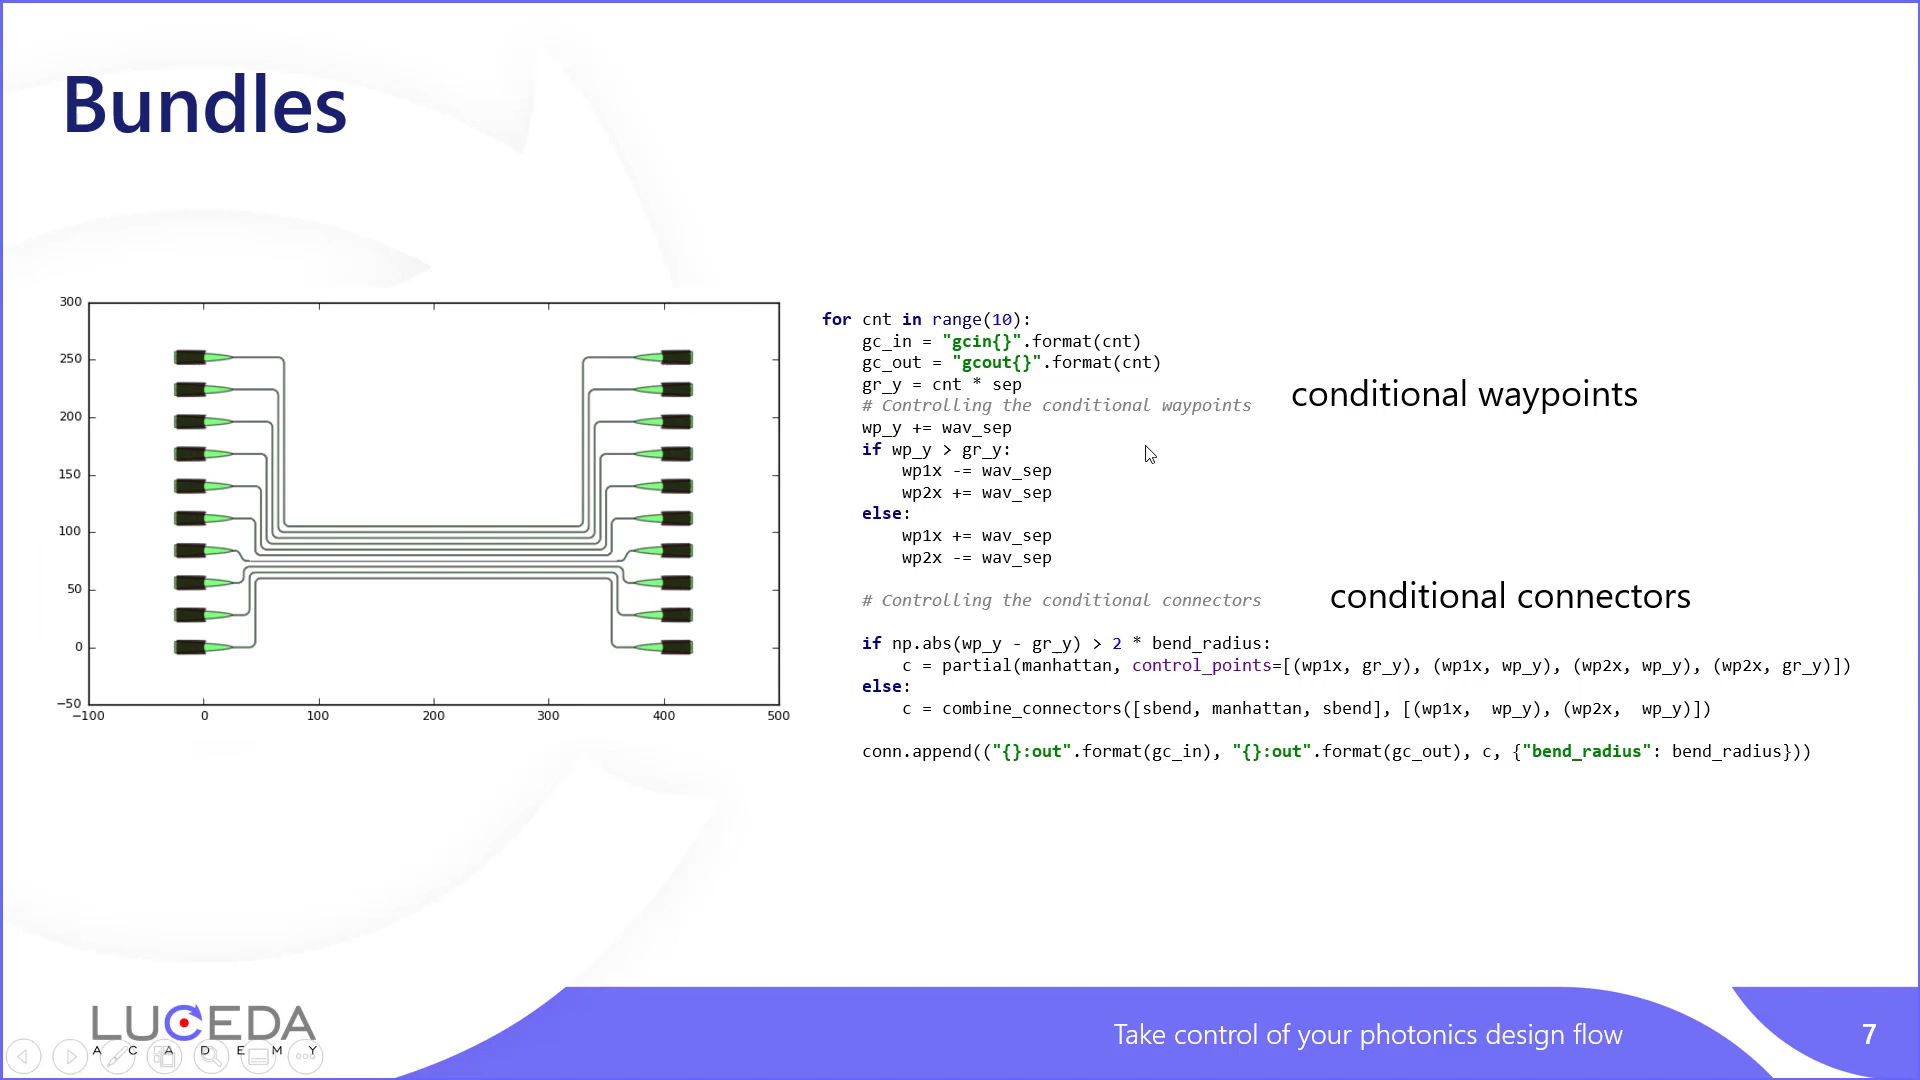 Bundles
300
250
200
150
100
50
0
−50
−100
0
100
200
300
400
500
for cnt in range(10):
    gc_in = "gcin{}".format(cnt)
    gc_out = "gcout{}".format(cnt)
    gr_y = cnt * sep
    # Controlling the conditional waypoints
    wp_y += wav_sep
    if wp_y > gr_y:
        wp1x -= wav_sep
        wp2x += wav_sep
    else:
        wp1x += wav_sep
        wp2x -= wav_sep
    # Controlling the conditional connectors
    if np.abs(wp_y - gr_y) > 2 * bend_radius:
        c = partial(manhattan, control_points=[(wp1x, gr_y), (wp1x, wp_y), (wp2x, wp_y), (wp2x, gr_y)])
    else:
        c = combine_connectors([sbend, manhattan, sbend], [(wp1x,  wp_y), (wp2x,  wp_y)])
    conn.append(("{}:out".format(gc_in), "{}:out".format(gc_out), c, {"bend_radius": bend_radius}))
conditional waypoints
conditional connectors
LUCEDA
ACADEMY
Take control of your photonics design flow
7